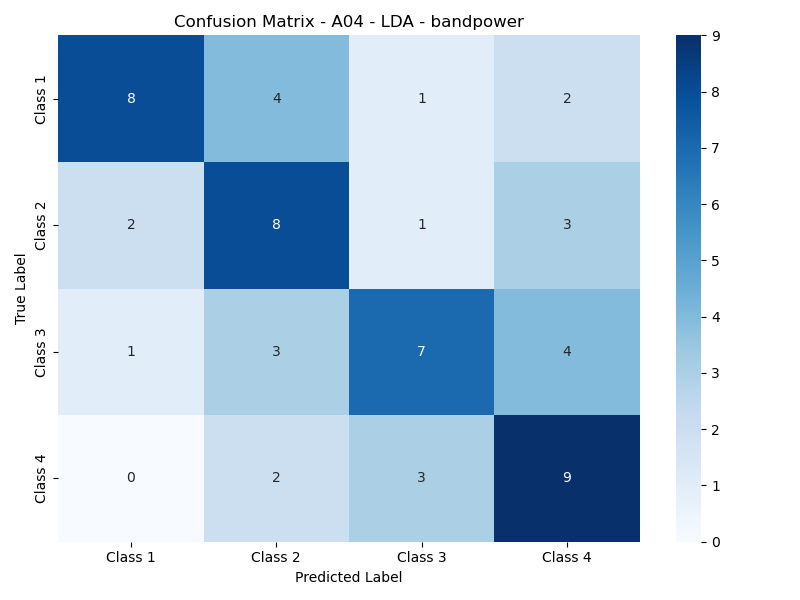 Confusion Matrix - A04 - LDA - bandpower
True Label
Class 1
8 4 1 2
Class 2
2 8 1 3
Class 3
1 3 7 4
Class 4
0 2 3 9
Class 1 Class 2 Class 3 Class 4
Predicted Label
9
8
7
6
5
4
3
2
1
0